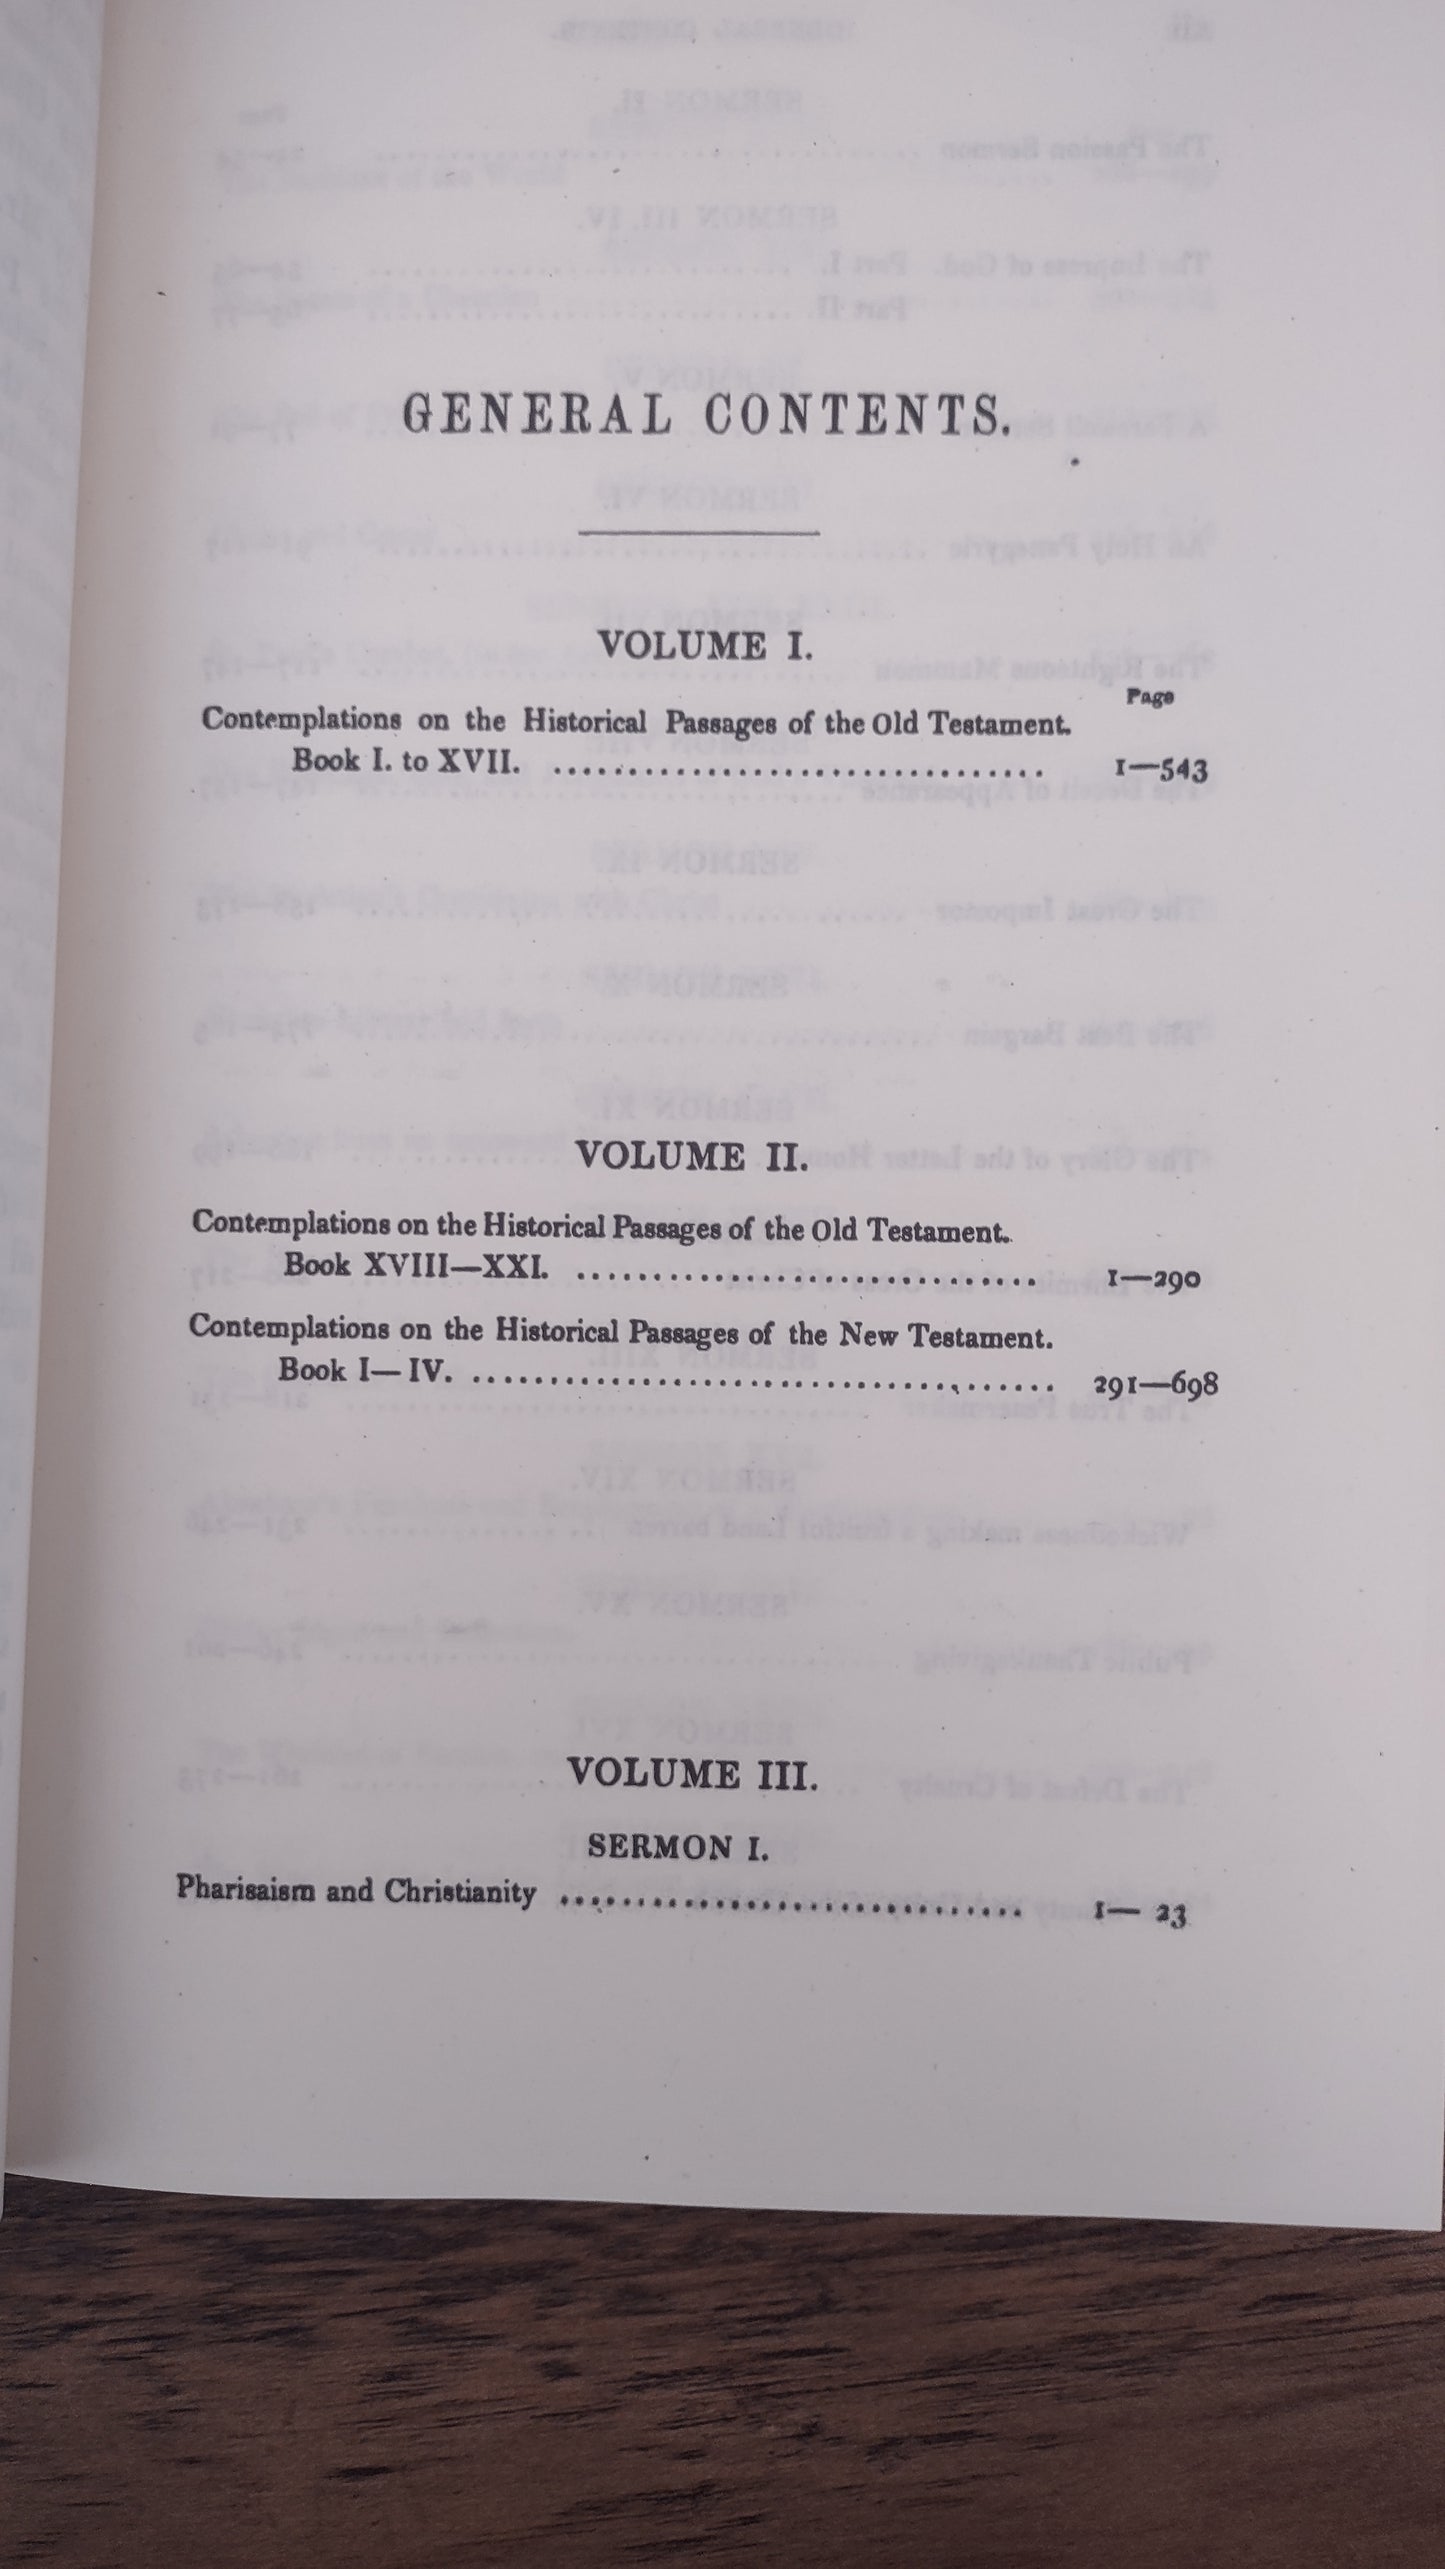 GENERAL CONTENTS.
VOLUME I.
Page
Contemplations on the Historical Passages of the Old Testament.
Book I. to XVII. ................................ 1—543
VOLUME II.
Contemplations on the Historical Passages of the Old Testament.
Book XVIII—XXI. .............................. 1—290
Contemplations on the Historical Passages of the New Testament.
Book I—IV. ...................................... 291—698
VOLUME III.
SERMON I.
Pharisaism and Christianity .............................. 1— 23